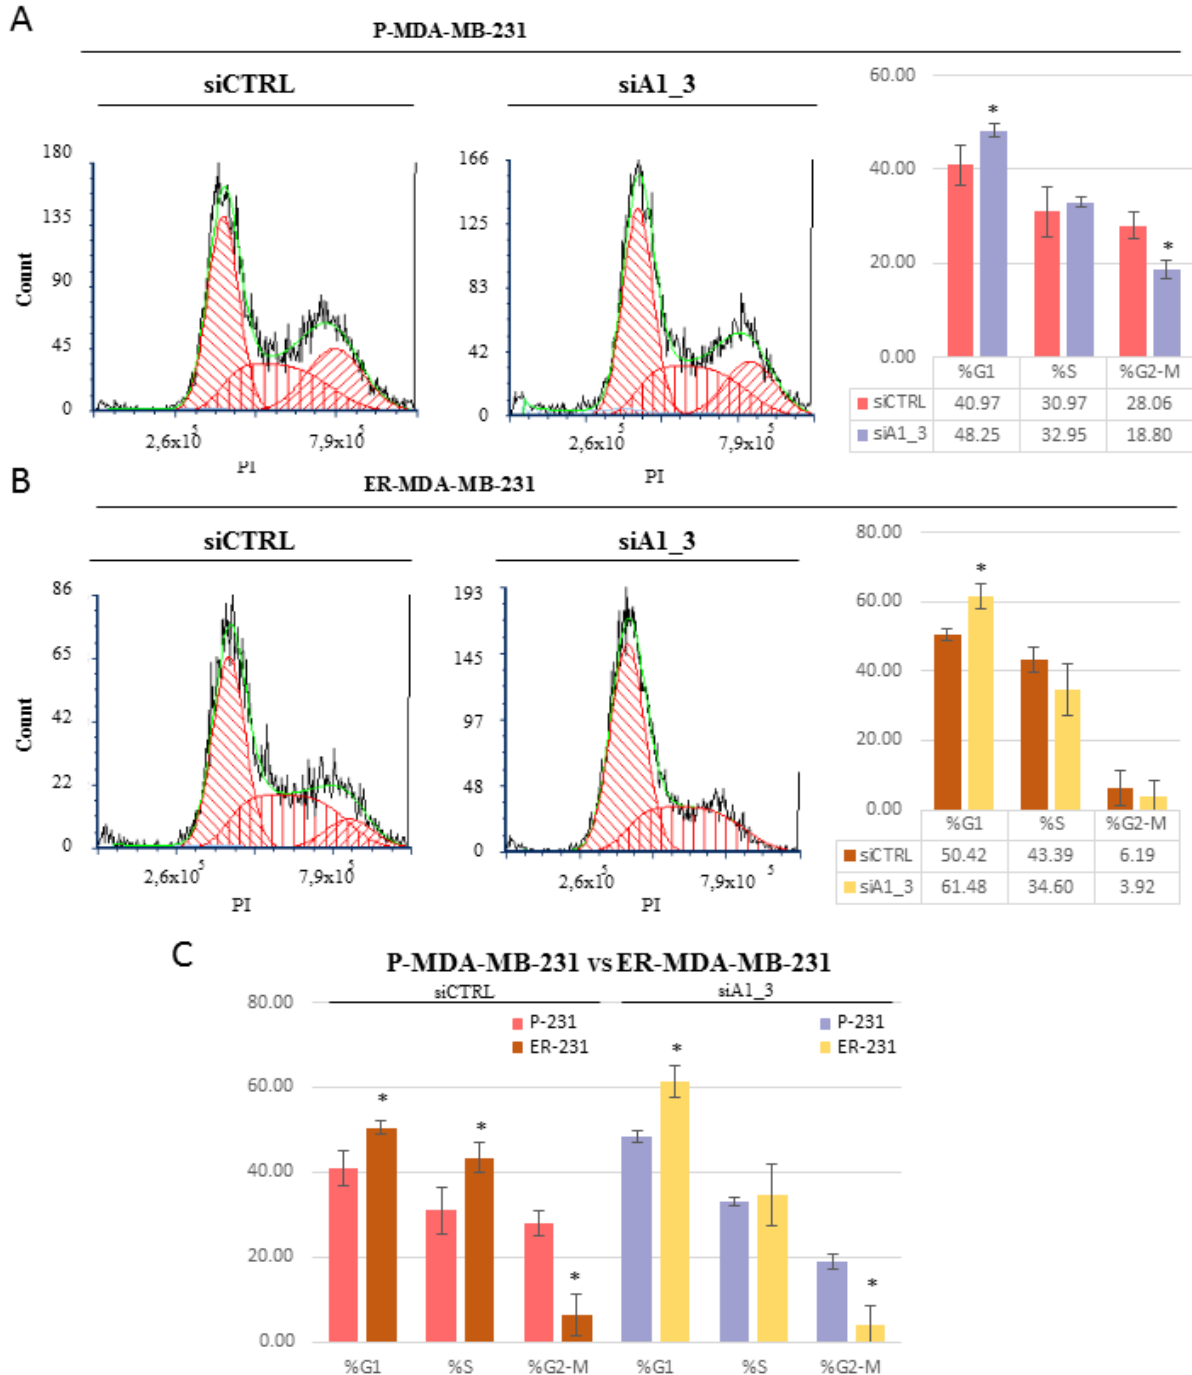 A
P-MDA-MB-231
siCTRL
siA1_3
Count
180
135
90
45
0
2,6x10 5
7,9x10 5
PI
166
125
83
42
0
2,6x10 5
7,9x10 5
PI
60.00
40.00
20.00
0.00
*
*
%G1 %S %G2-M
siCTRL 40.97 30.97 28.06
siA1_3 48.25 32.95 18.80
B
ER-MDA-MB-231
siCTRL
siA1_3
Count
86
65
42
22
0
2,6x10 5
7,9x10 5
PI
193
145
97
48
0
2,6x10 5
7,9x10 5
PI
80.00
60.00
40.00
20.00
0.00
*
%G1 %S %G2-M
siCTRL 50.42 43.39 6.19
siA1_3 61.48 34.60 3.92
C
P-MDA-MB-231 vs ER-MDA-MB-231
siCTRL siA1_3
P-231
ER-231
P-231
ER-231
80.00
60.00
40.00
20.00
0.00
* * * * *
%G1 %S %G2-M %G1 %S %G2-M